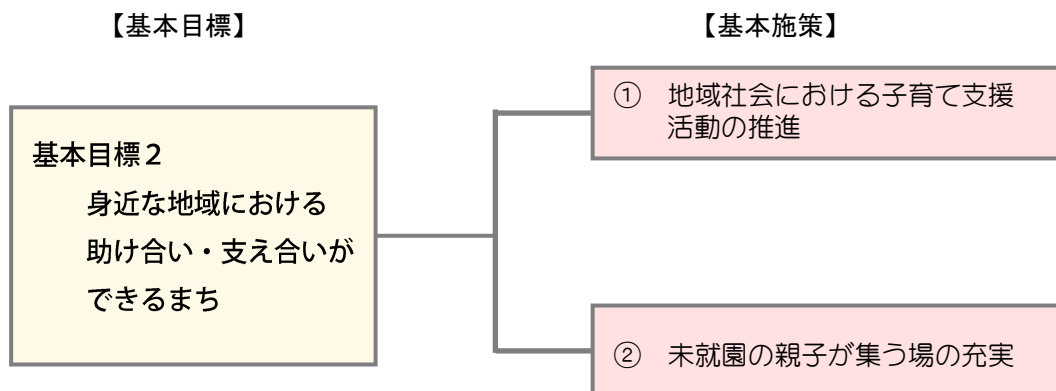 【基本目標】
【基本施策】
基本目標２
身近な地域における
助け合い・支え合いが
できるまち
① 地域社会における子育て支援
活動の推進
② 未就園の親子が集う場の充実